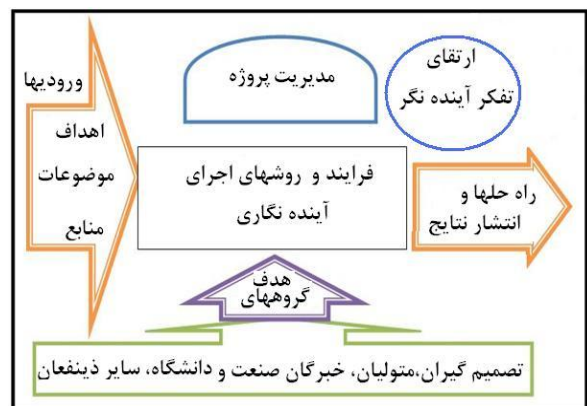 ارتقای
تفکر آینده نگر
مدیریت پروژه
ورودیها
اهداف
موضوعات
منابع
فرایند و روشهای اجرای
آینده نگاری
راه حلها و
انتشار نتایج
هدف
گروههای
تصمیم گیران،متولیان، خبرگان صنعت و دانشگاه، سایر ذینفعان